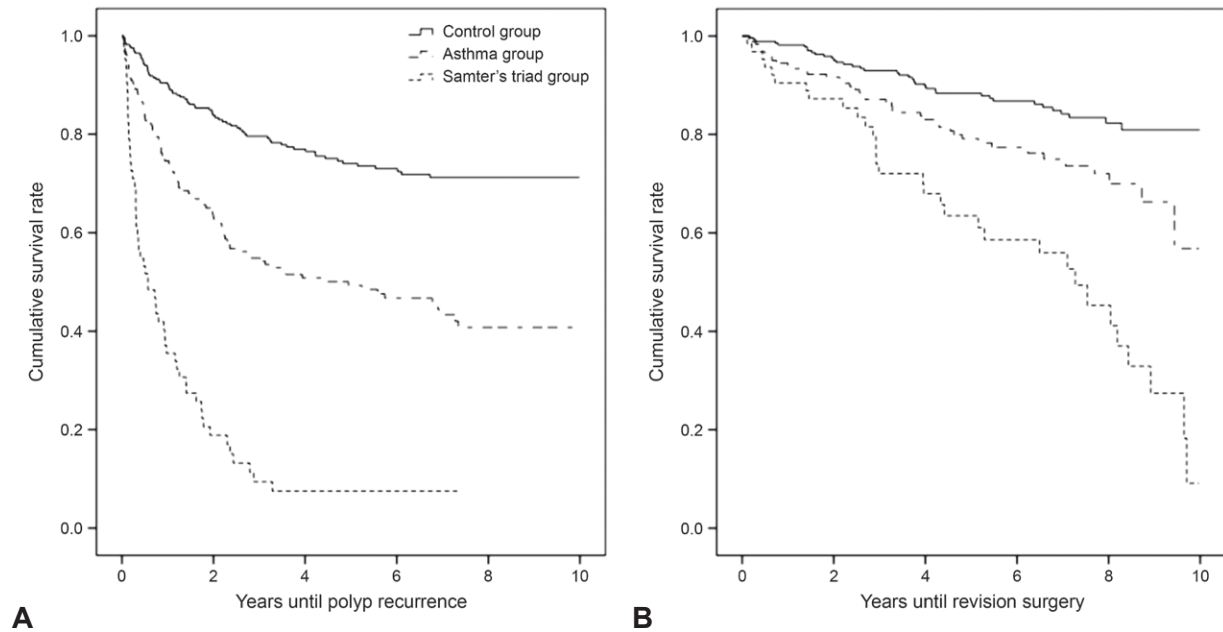 Control group
Asthma group
Samter's triad group
Cumulative survival rate
1.0
0.8
0.6
0.4
0.2
0.0
0 2 4 6 8 10
Years until polyp recurrence
A
Cumulative survival rate
1.0
0.8
0.6
0.4
0.2
0.0
0 2 4 6 8 10
Years until revision surgery
B